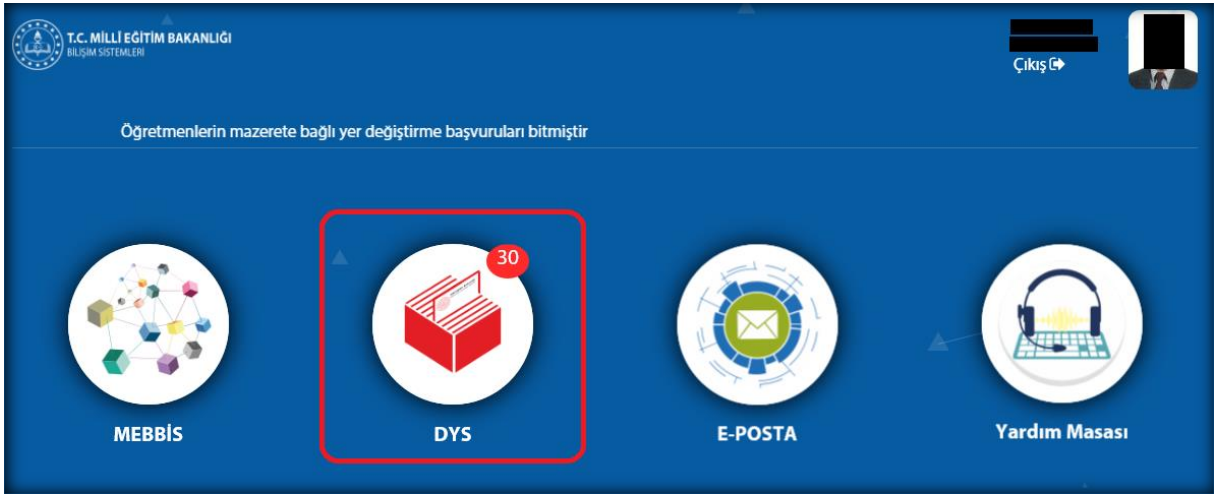 T.C. MİLLÎ EĞİTİM BAKANLIĞI
BİLİŞİM SİSTEMLERİ
Çıkış
Öğretmenlerin mazerete bağlı yer değiştirme başvuruları bitmiştir
30
MEBBİS
DYS
E-POSTA
Yardım Masası